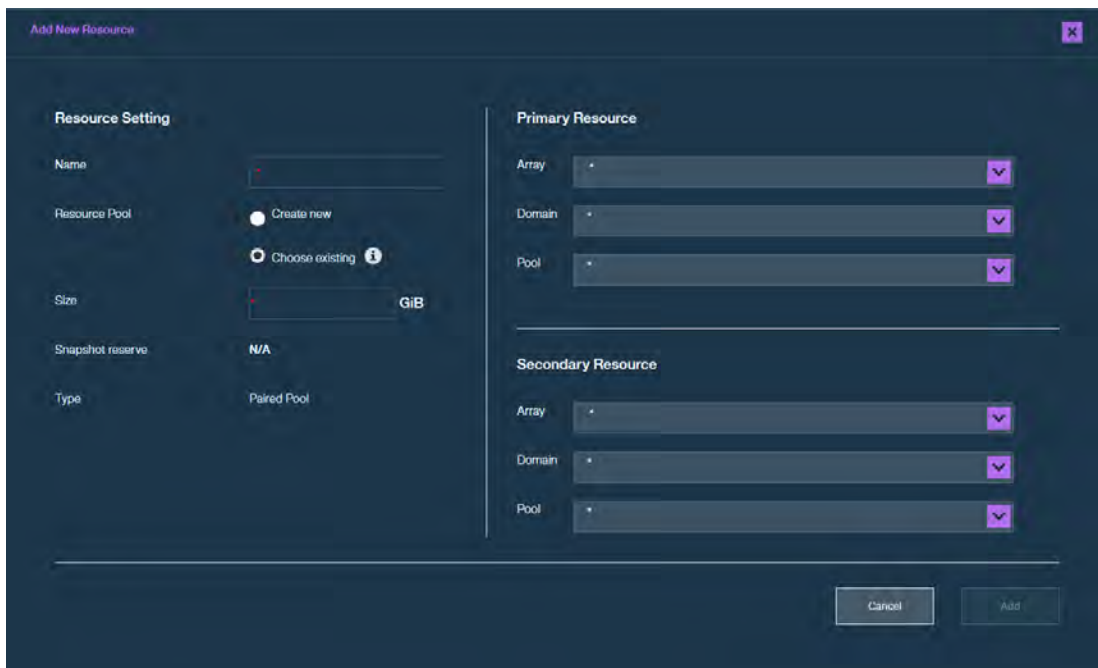 Add New Resource
Resource Setting
Name
*
Resource Pool
Create new
Choose existing
Size
*
GiB
Snapshot reserve
N/A
Type
Paired Pool
Primary Resource
Array
*
Domain
*
Pool
*
Secondary Resource
Array
*
Domain
*
Pool
*
Cancel
Add